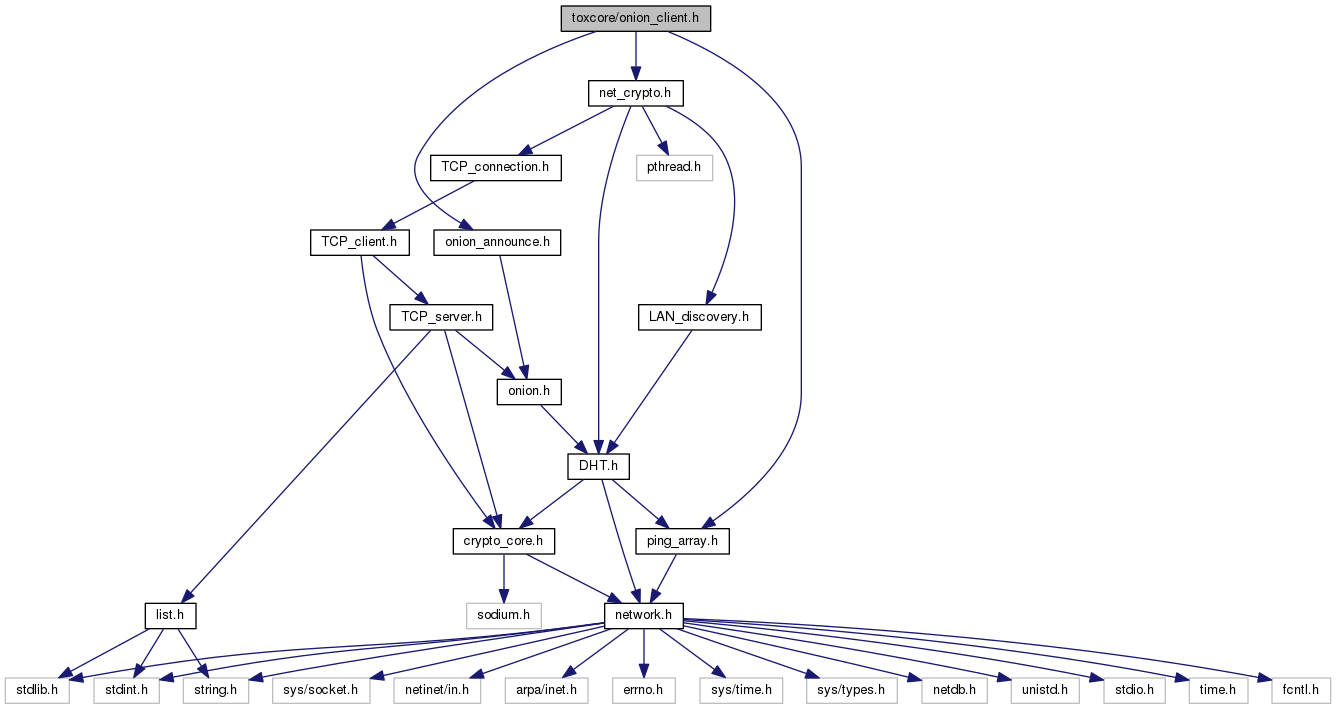 toxcore/onion_client.h
net_crypto.h
TCP_connection.h
pthread.h
TCP_client.h
onion_announce.h
TCP_server.h
LAN_discovery.h
onion.h
DHT.h
crypto_core.h
ping_array.h
list.h
sodium.h
network.h
stdlib.h
stdint.h
string.h
sys/socket.h
netinet/in.h
arpa/inet.h
errno.h
sys/time.h
sys/types.h
netdb.h
unistd.h
stdio.h
time.h
fcntl.h